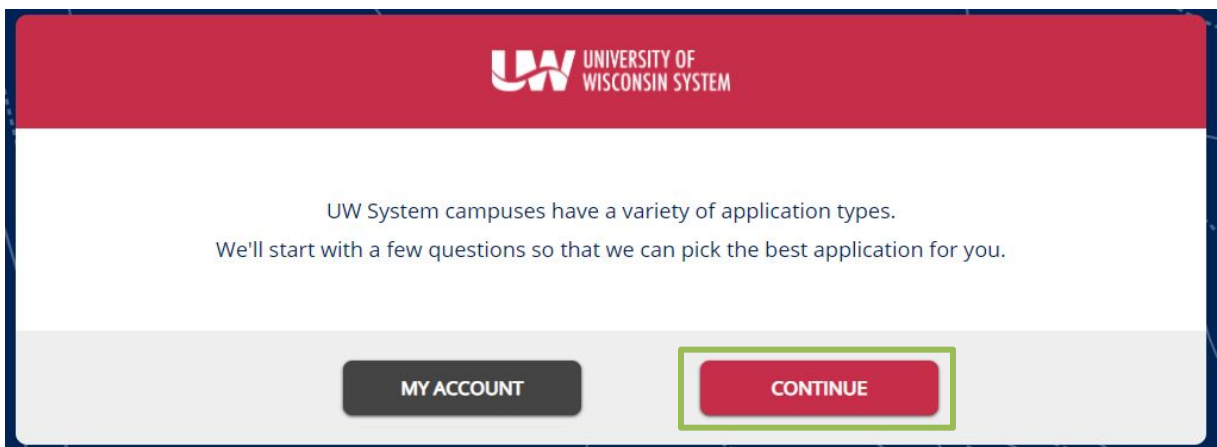 UW UNIVERSITY OF
WISCONSIN SYSTEM
UW System campuses have a variety of application types.
We'll start with a few questions so that we can pick the best application for you.
MY ACCOUNT
CONTINUE